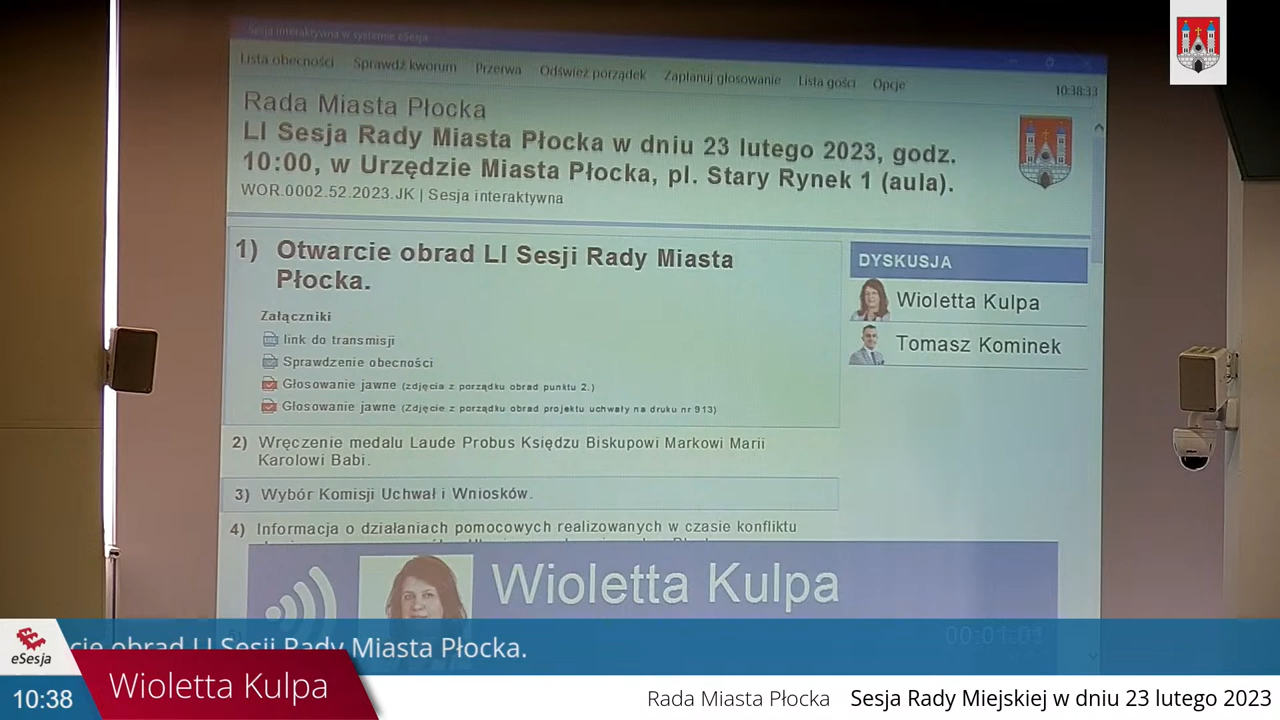 Sesja interaktywna w systemie eSesja
Lista obecności Sprawdź kworum Przerwa Odśwież porządek Zaplanuj głosowanie Lista gości Opcje
10:38:33
Rada Miasta Płocka
LI Sesja Rady Miasta Płocka w dniu 23 lutego 2023, godz.
10:00, w Urzędzie Miasta Płocka, pl. Stary Rynek 1 (aula).
WOR.0002.52.2023.JK | Sesja interaktywna
1) Otwarcie obrad LI Sesji Rady Miasta
Płocka.
Załączniki
link do transmisji
Sprawdzenie obecności
Głosowanie jawne (zdjęcia z porządku obrad punktu 2.)
Głosowanie jawne (Zdjęcie z porządku obrad projektu uchwały na druku nr 913)
2) Wręczenie medalu Laude Probus Księdzu Biskupowi Markowi Marii
Karolowi Babi.
3) Wybór Komisji Uchwał i Wniosków.
4) Informacja o działaniach pomocowych realizowanych w czasie konfliktu
DYSKUSJA
Wioletta Kulpa
Tomasz Kominek
Wioletta Kulpa
cie obrad LI Sesji Rady Miasta Płocka.
eSesja
Wioletta Kulpa
10:38
Rada Miasta Płocka Sesja Rady Miejskiej w dniu 23 lutego 2023